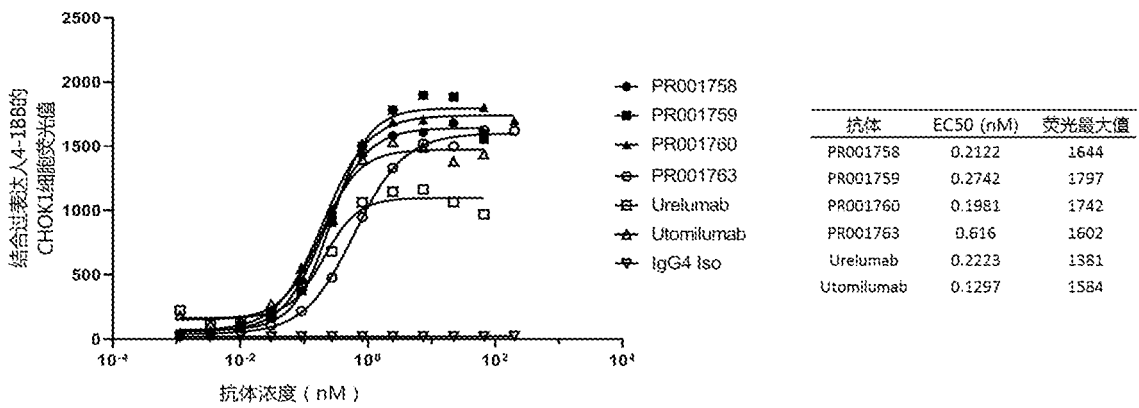 结合过表达人4-1BB的
CHOK1细胞荧光值
2500
2000
1500
1000
500
0
10⁻⁴
10⁻²
10⁰
10²
10⁴
抗体浓度（nM）
PR001758
PR001759
PR001760
PR001763
Urelumab
Utomilumab
IgG4 Iso
抗体 EC50 (nM) 荧光最大值
PR001758 0.2122 1644
PR001759 0.2742 1797
PR001760 0.1981 1742
PR001763 0.616 1602
Urelumab 0.2223 1381
Utomilumab 0.1297 1584